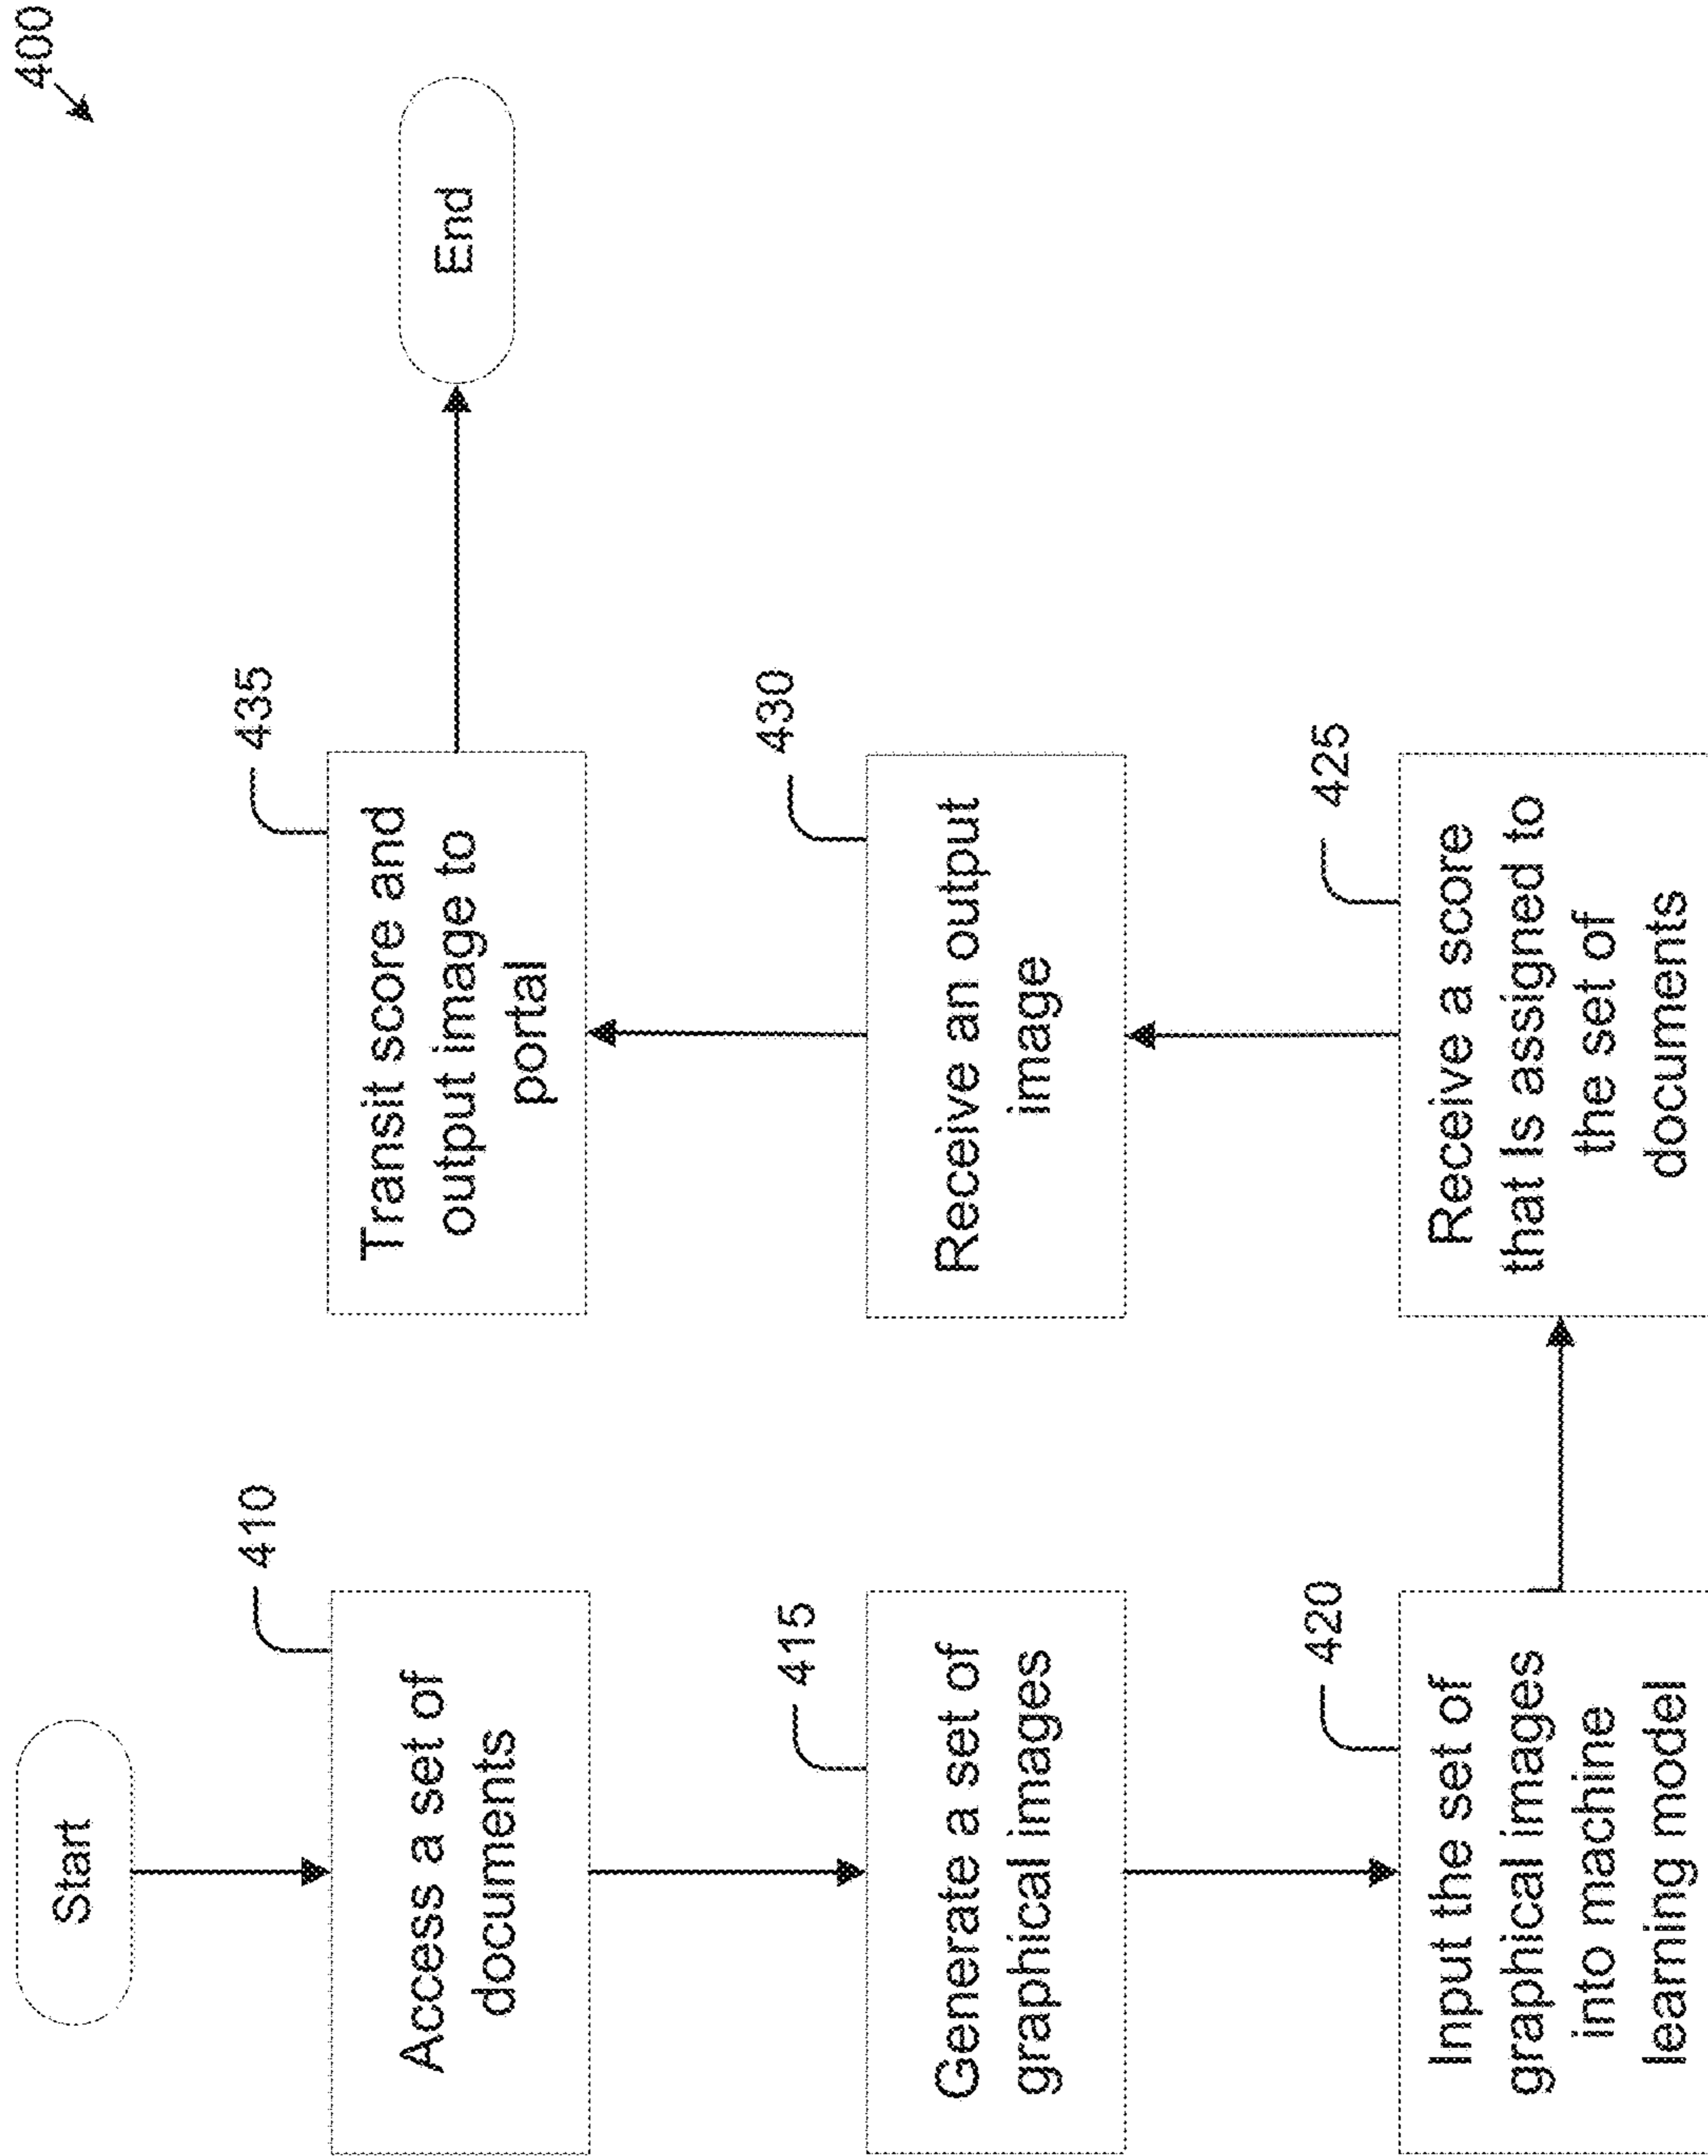 400
Start
410
Access a set of
documents
415
Generate a set of
graphical images
420
Input the set of
graphical images
into machine
learning model
425
Receive a score
that Is assigned to
the set of
documents
430
Receive an output
image
435
Transit score and
output image to
portal
End